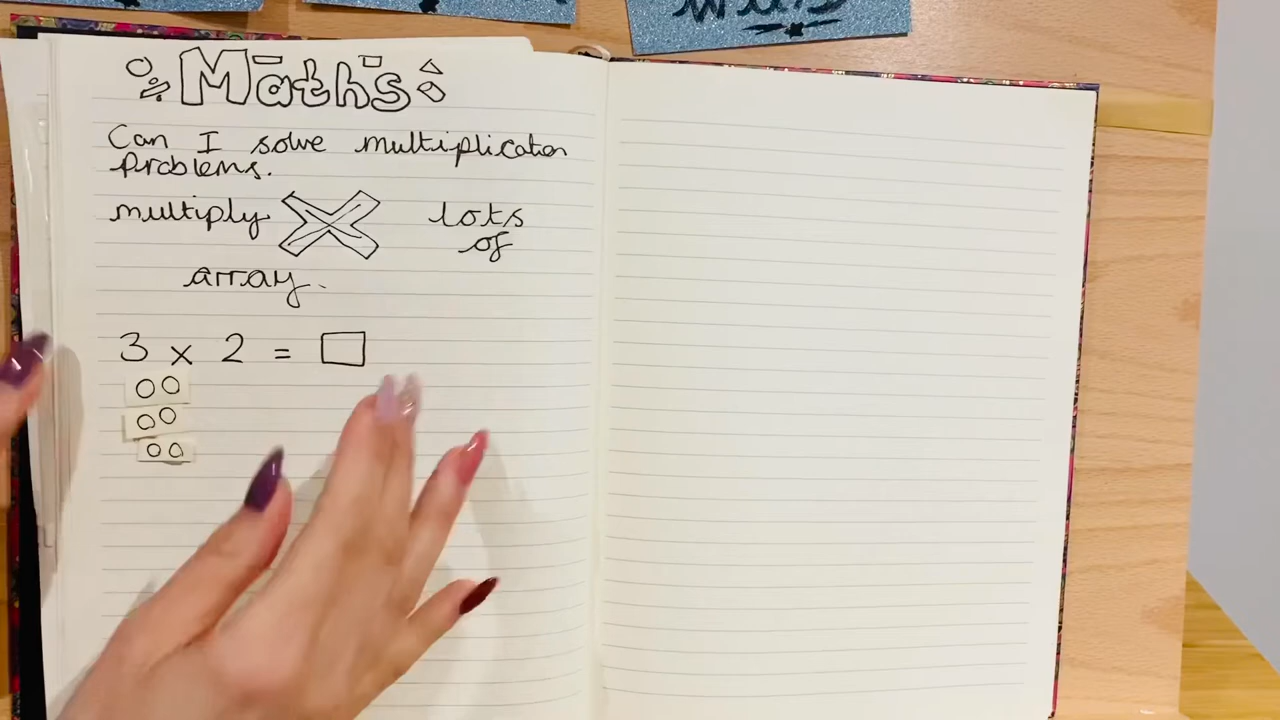 Maths
Can I solve multiplication
problems.
multiply × lots
of
array.
3 × 2 = □